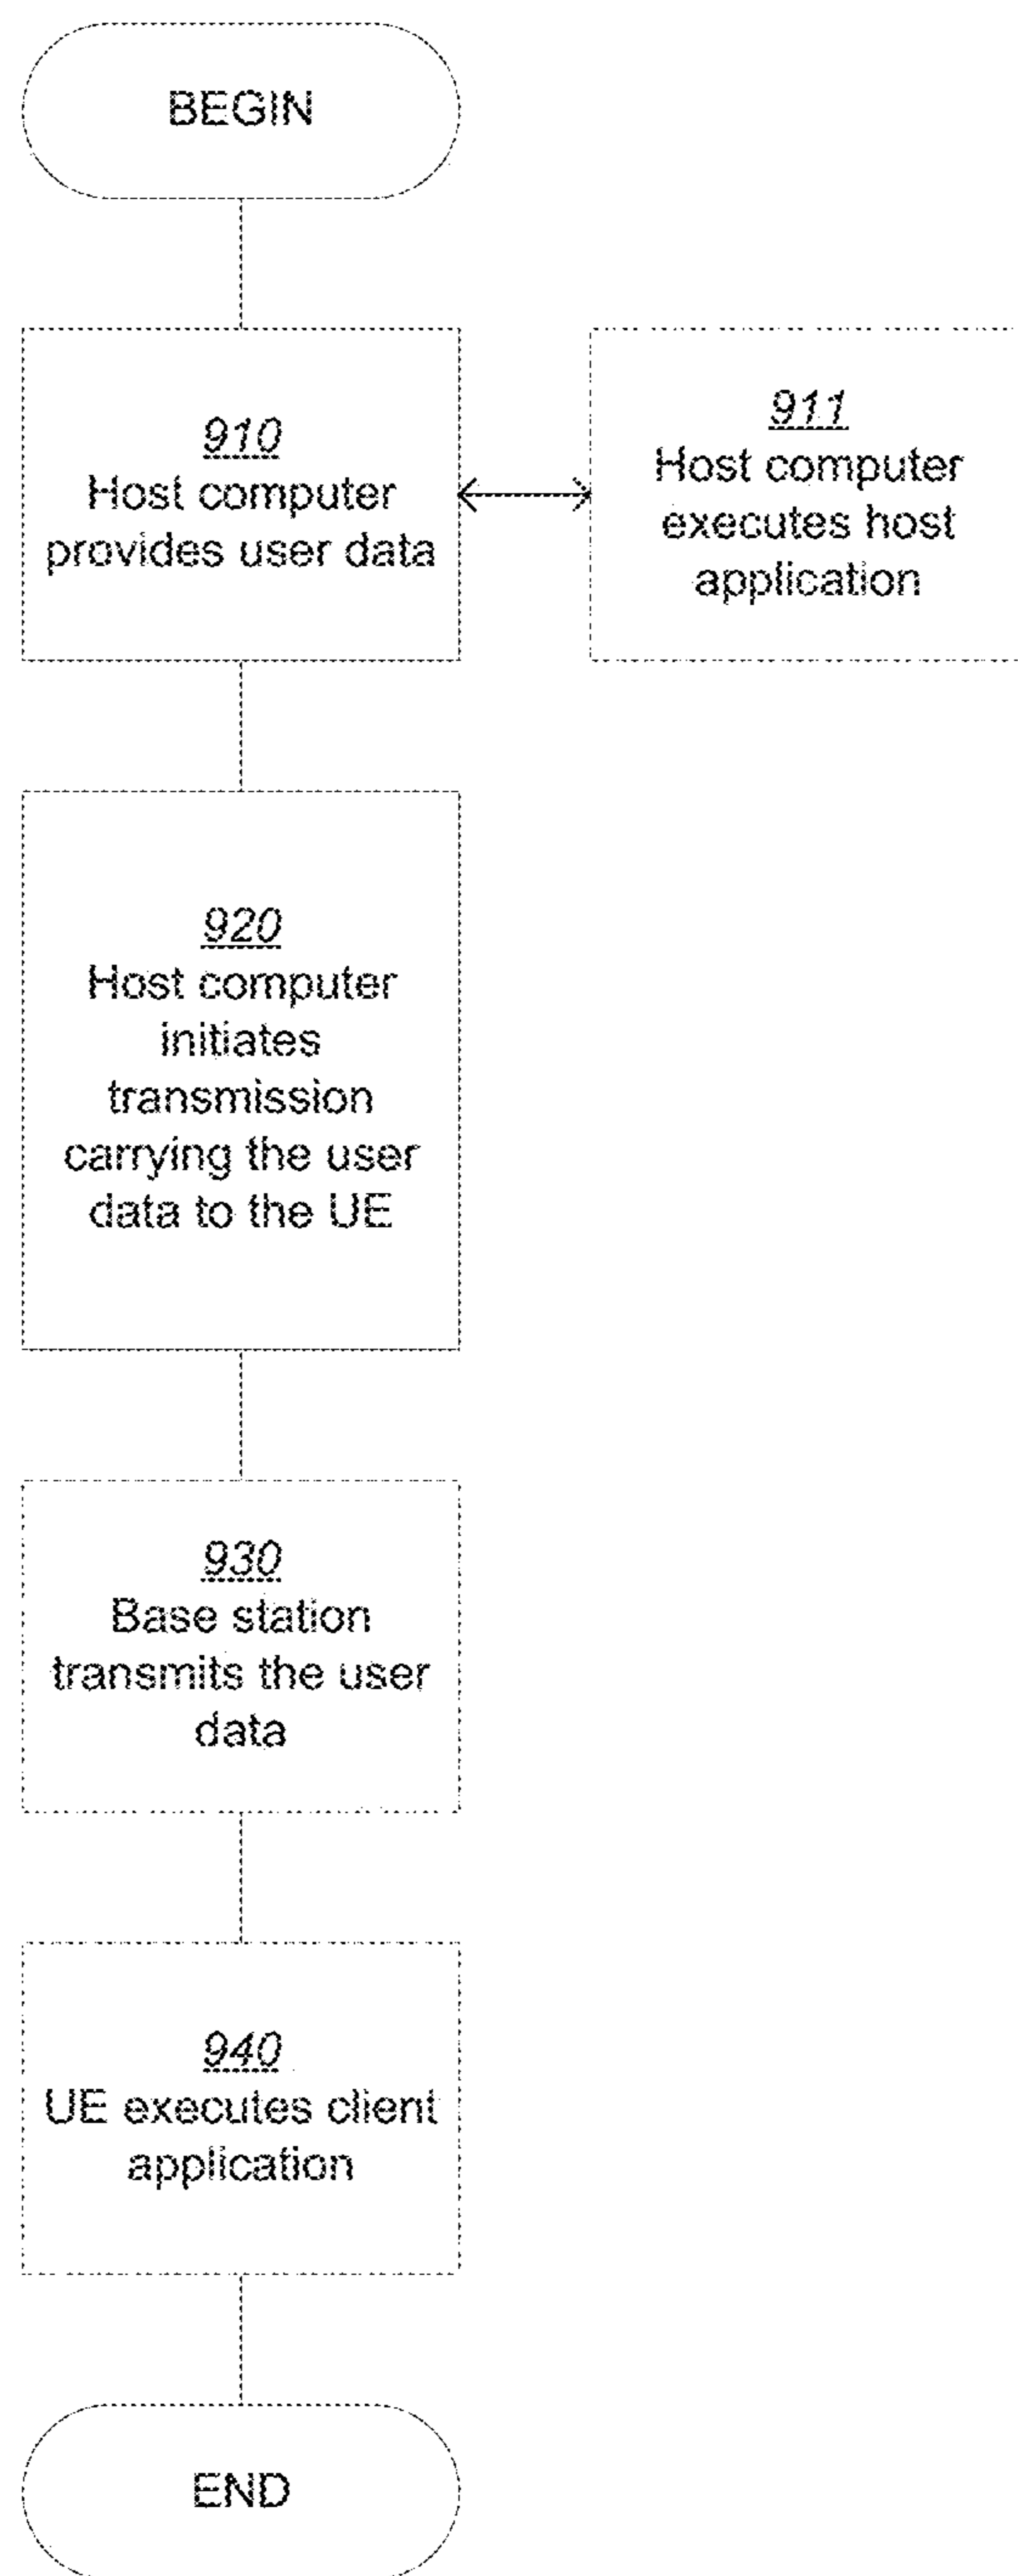 BEGIN
910
Host computer
provides user data
911
Host computer
executes host
application
920
Host computer
initiates
transmission
carrying the user
data to the UE
930
Base station
transmits the user
data
940
UE executes client
application
END